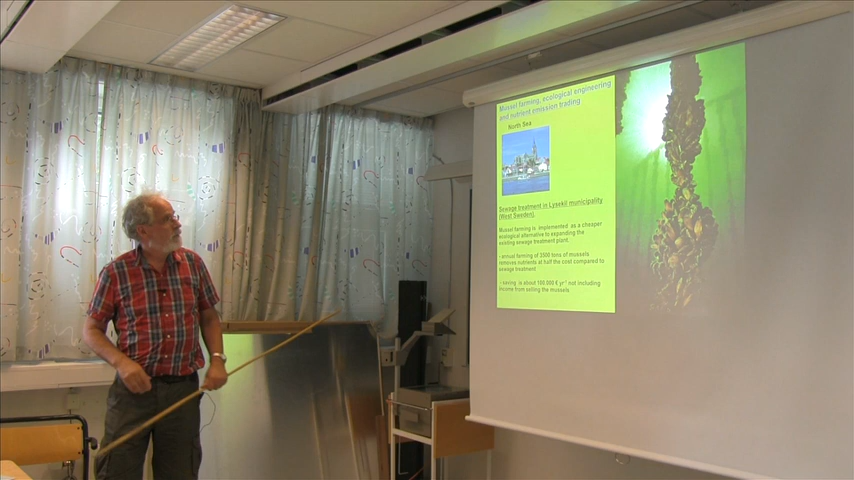 Mussel farming, ecological engineering
and nutrient emission trading
North Sea
Sewage treatment in Lysekil municipality
(West Sweden).
Mussel farming is implemented as a cheaper
ecological alternative to expanding the
existing sewage treatment plant.
- annual farming of 3500 tons of mussels
removes nutrients at half the cost compared to
sewage treatment
- saving is about 100.000 € yr⁻¹ not including
income from selling the mussels